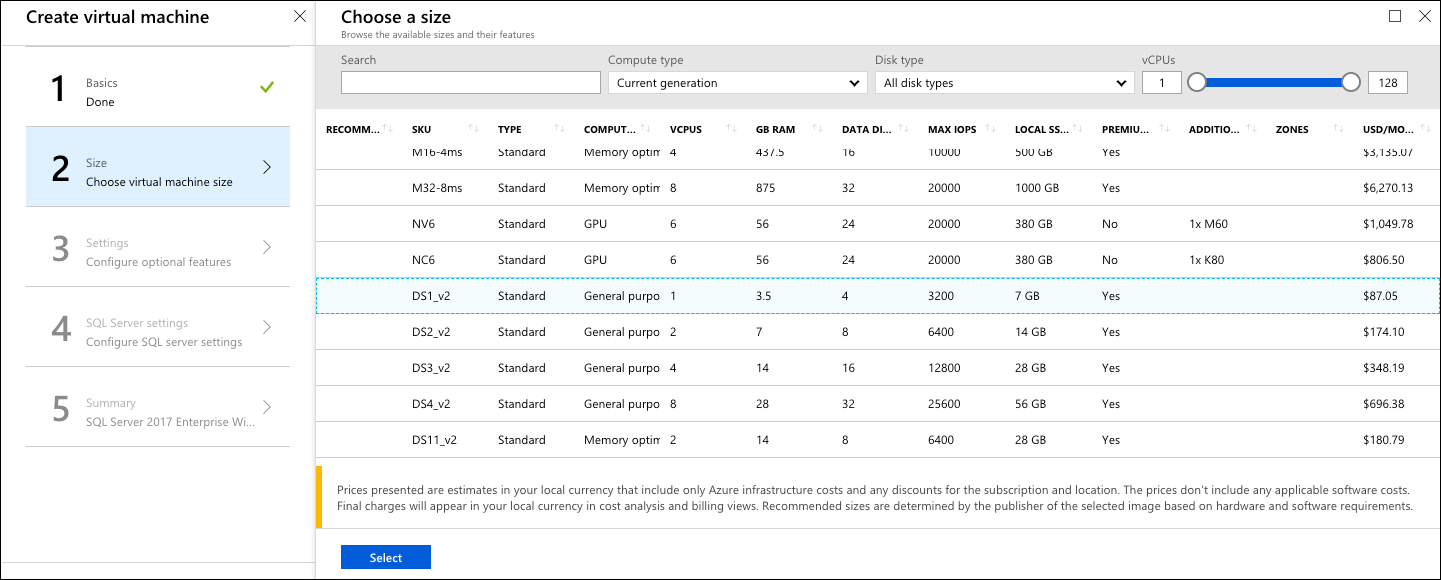 Create virtual machine
1
Basics
Done
2
Size
Choose virtual machine size
3
Settings
Configure optional features
4
SQL Server settings
Configure SQL server settings
5
Summary
SQL Server 2017 Enterprise Wi...
Choose a size
Browse the available sizes and their features
Search Compute type Disk type vCPUs
Current generation All disk types 1 128
RECOMM... SKU TYPE COMPUT... VCPUS GB RAM DATA DI... MAX IOPS LOCAL SS... PREMIU... ADDITIO... ZONES USD/MO...
M16-4ms Standard Memory optim 4 437.5 16 10000 500 GB Yes $3,135.07
M32-8ms Standard Memory optim 8 875 32 20000 1000 GB Yes $6,270.13
NV6 Standard GPU 6 56 24 20000 380 GB No 1x M60 $1,049.78
NC6 Standard GPU 6 56 24 20000 380 GB No 1x K80 $806.50
DS1_v2 Standard General purpo 1 3.5 4 3200 7 GB Yes $87.05
DS2_v2 Standard General purpo 2 7 8 6400 14 GB Yes $174.10
DS3_v2 Standard General purpo 4 14 16 12800 28 GB Yes $348.19
DS4_v2 Standard General purpo 8 28 32 25600 56 GB Yes $696.38
DS11_v2 Standard Memory optim 2 14 8 6400 28 GB Yes $180.79
Prices presented are estimates in your local currency that include only Azure infrastructure costs and any discounts for the subscription and location. The prices don't include any applicable software costs.
Final charges will appear in your local currency in cost analysis and billing views. Recommended sizes are determined by the publisher of the selected image based on hardware and software requirements.
Select